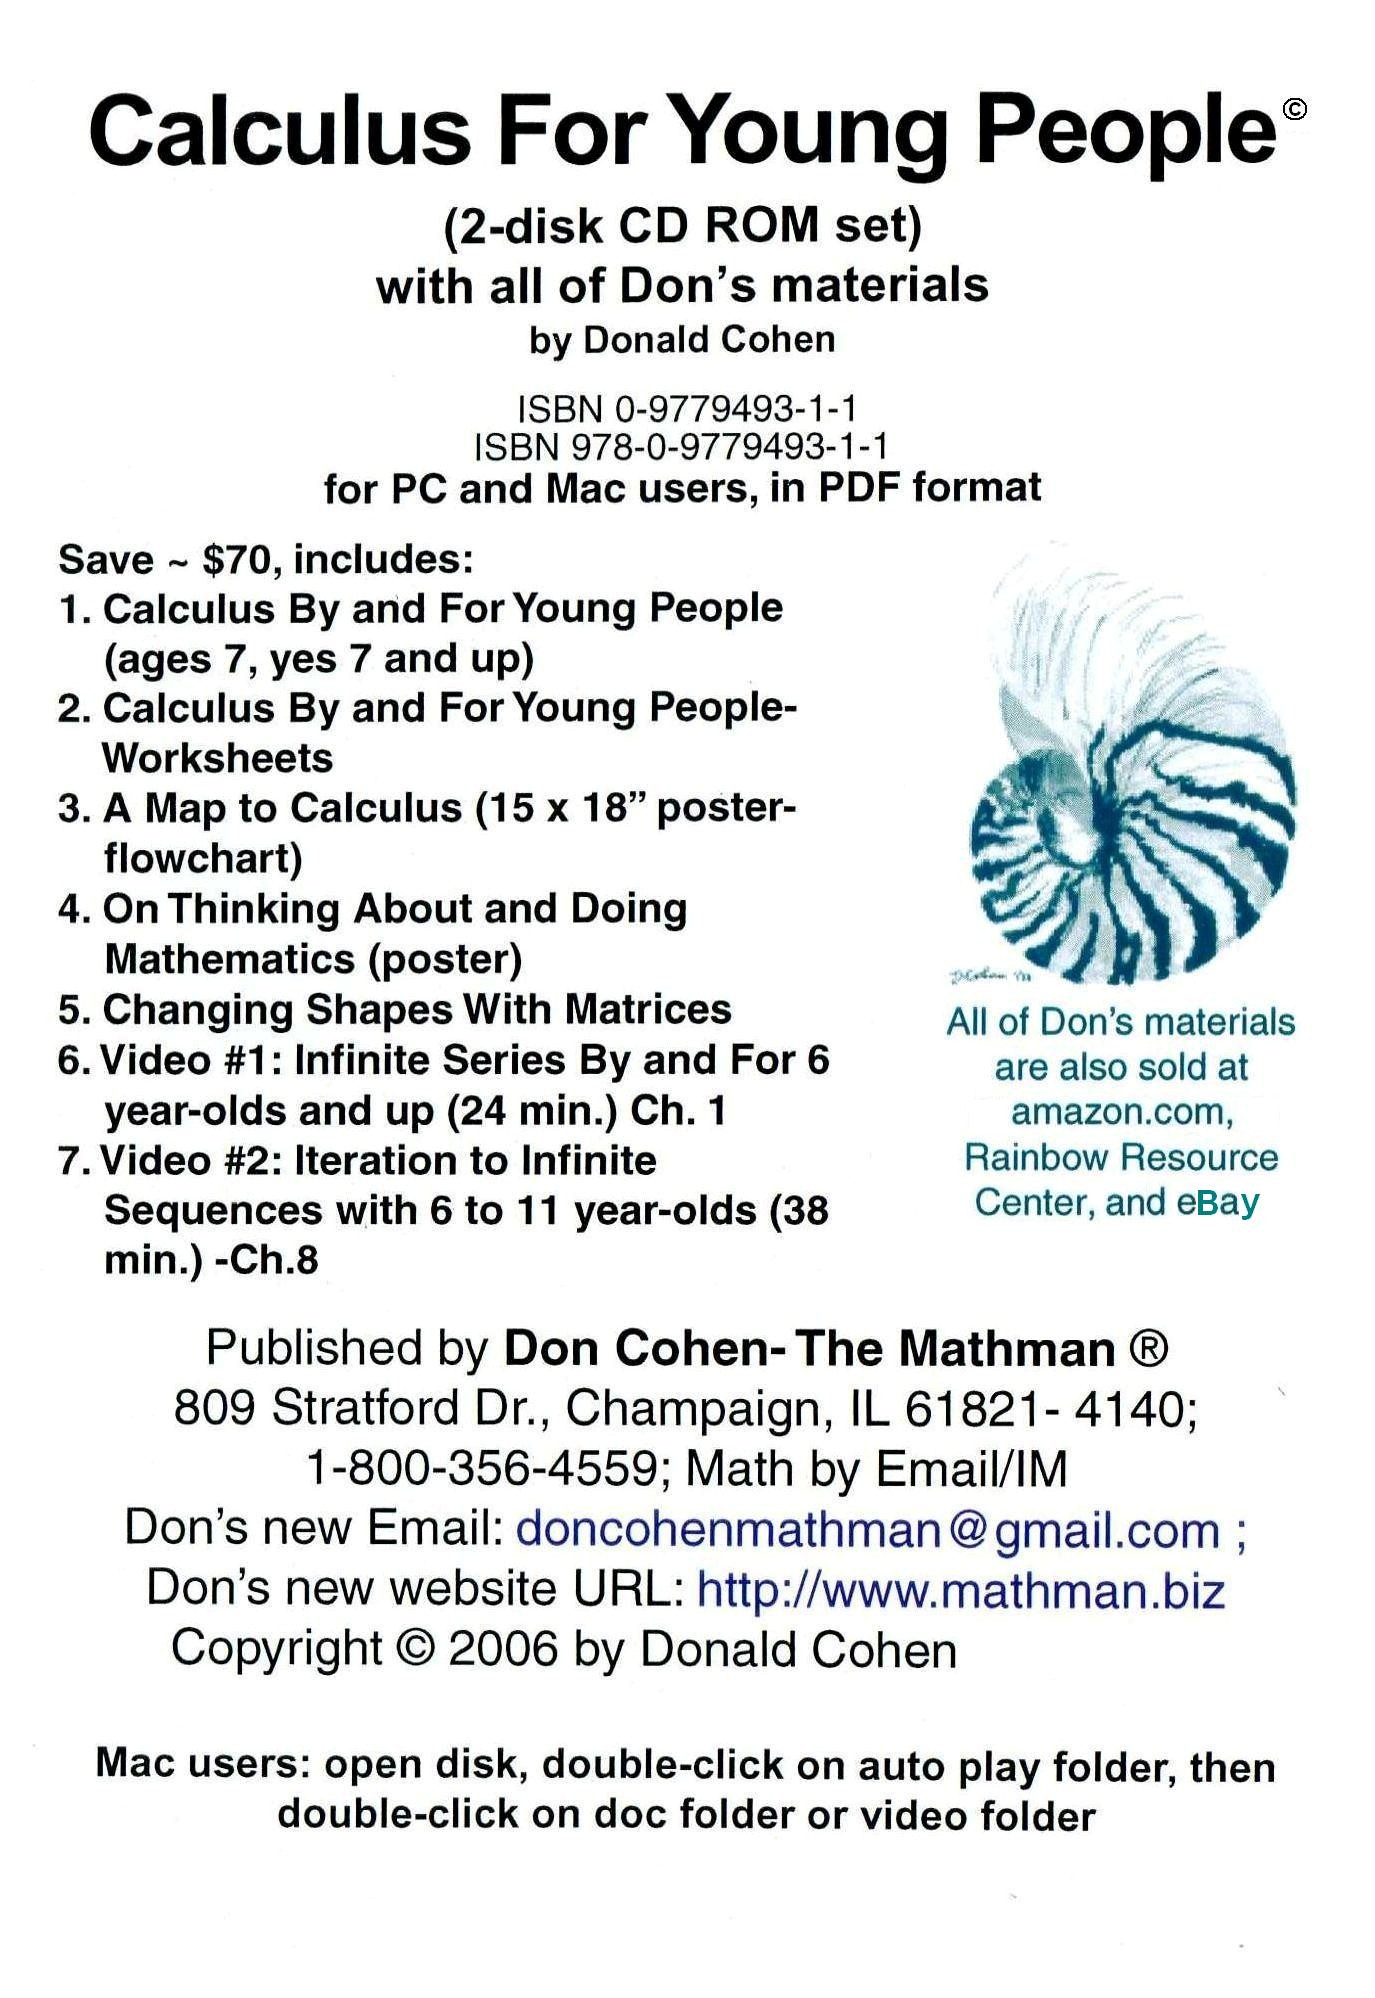 Calculus For Young People©
(2-disk CD ROM set)
with all of Don's materials
by Donald Cohen
ISBN 0-9779493-1-1
ISBN 978-0-9779493-1-1
for PC and Mac users, in PDF format
Save ~ $70, includes:
1. Calculus By and For Young People
(ages 7, yes 7 and up)
2. Calculus By and For Young People-
Worksheets
3. A Map to Calculus (15 x 18” poster-
flowchart)
4. On Thinking About and Doing
Mathematics (poster)
5. Changing Shapes With Matrices
6. Video #1: Infinite Series By and For 6
year-olds and up (24 min.) Ch. 1
7. Video #2: Iteration to Infinite
Sequences with 6 to 11 year-olds (38
min.) -Ch.8
All of Don's materials
are also sold at
amazon.com,
Rainbow Resource
Center, and eBay
Published by Don Cohen- The Mathman ®
809 Stratford Dr., Champaign, IL 61821- 4140;
1-800-356-4559; Math by Email/IM
Don's new Email: doncohenmathman@gmail.com ;
Don's new website URL: http://www.mathman.biz
Copyright © 2006 by Donald Cohen
Mac users: open disk, double-click on auto play folder, then
double-click on doc folder or video folder